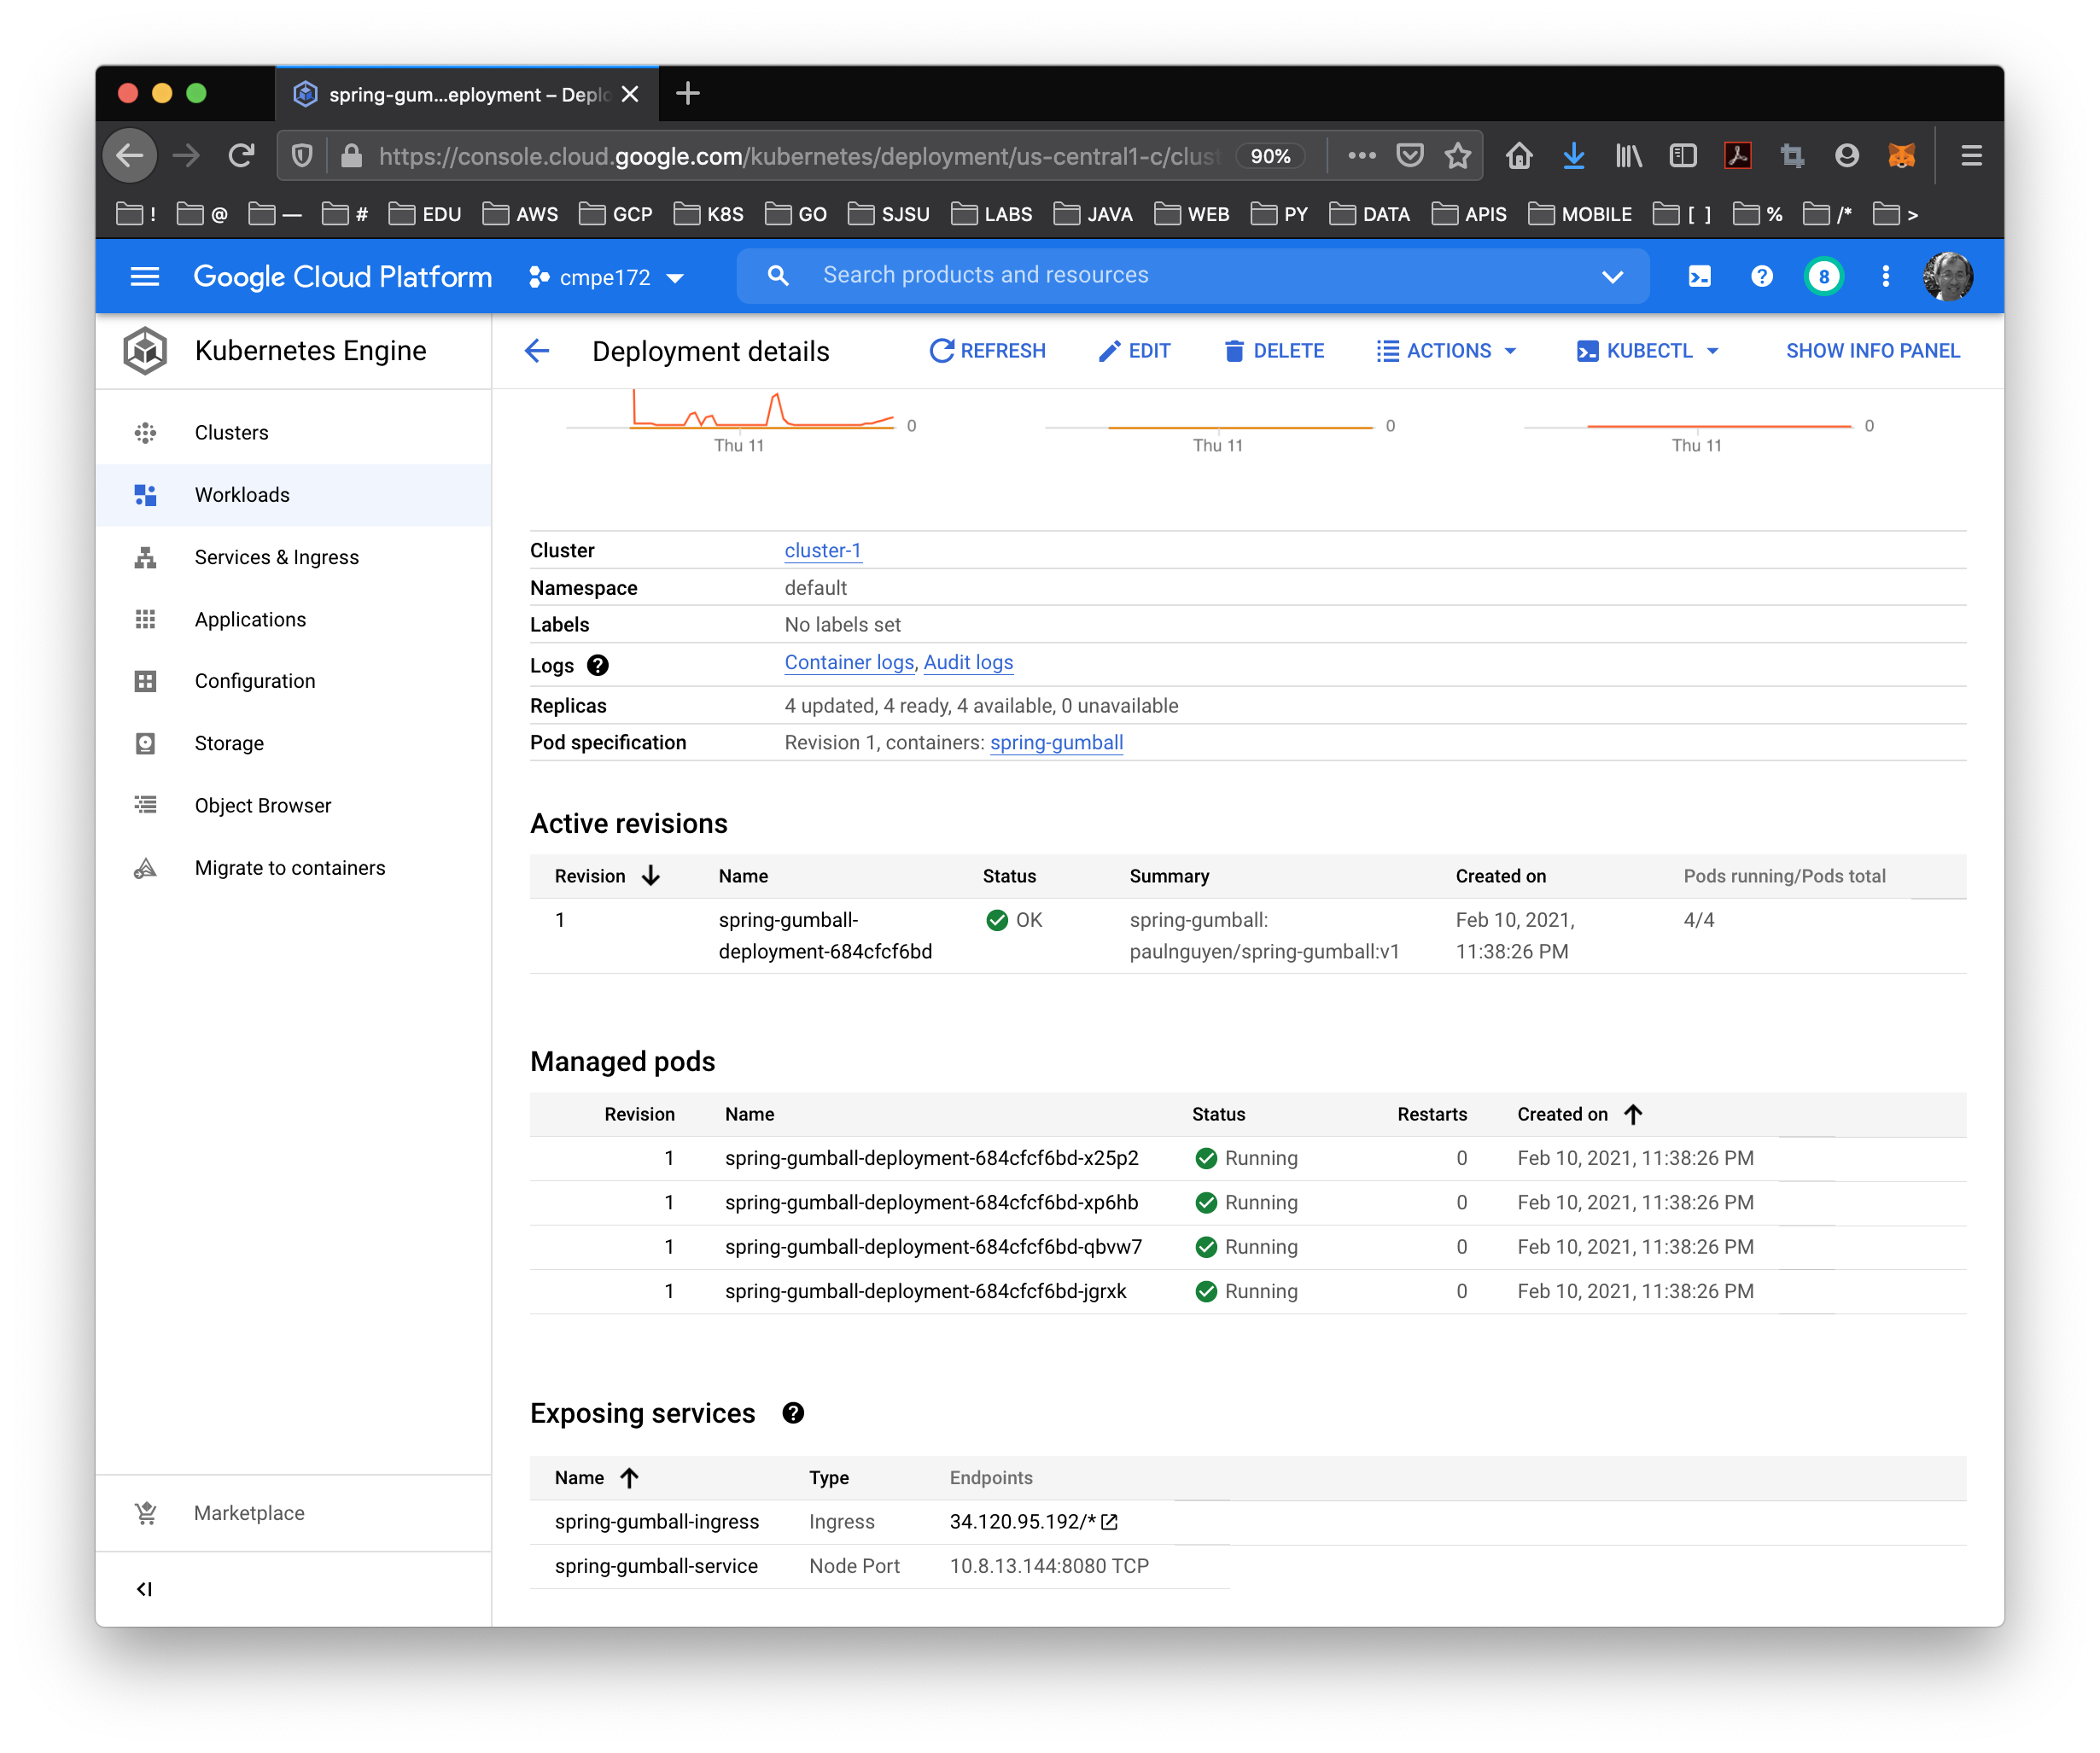 spring-gum...eployment – Deplo
https://console.cloud.google.com/kubernetes/deployment/us-central1-c/clust 90%
! @ — # EDU AWS GCP K8S GO SJSU LABS JAVA WEB PY DATA APIS MOBILE [ ] % /* >
Google Cloud Platform cmpe172 Search products and resources 8
Kubernetes Engine
Deployment details REFRESH EDIT DELETE ACTIONS KUBECTL SHOW INFO PANEL
Clusters
Workloads
Services & Ingress
Applications
Configuration
Storage
Object Browser
Migrate to containers
Marketplace
0 0 0
Thu 11 Thu 11 Thu 11
Cluster cluster-1
Namespace default
Labels No labels set
Logs Container logs, Audit logs
Replicas 4 updated, 4 ready, 4 available, 0 unavailable
Pod specification Revision 1, containers: spring-gumball
Active revisions
Revision Name Status Summary Created on Pods running/Pods total
1 spring-gumball- OK spring-gumball: Feb 10, 2021, 4/4
deployment-684cfcf6bd paulnguyen/spring-gumball:v1 11:38:26 PM
Managed pods
Revision Name Status Restarts Created on
1 spring-gumball-deployment-684cfcf6bd-x25p2 Running 0 Feb 10, 2021, 11:38:26 PM
1 spring-gumball-deployment-684cfcf6bd-xp6hb Running 0 Feb 10, 2021, 11:38:26 PM
1 spring-gumball-deployment-684cfcf6bd-qbvw7 Running 0 Feb 10, 2021, 11:38:26 PM
1 spring-gumball-deployment-684cfcf6bd-jgrxk Running 0 Feb 10, 2021, 11:38:26 PM
Exposing services
Name Type Endpoints
spring-gumball-ingress Ingress 34.120.95.192/*
spring-gumball-service Node Port 10.8.13.144:8080 TCP